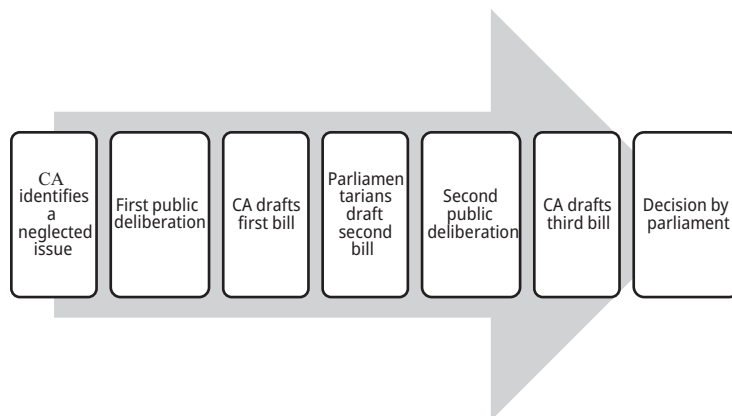 CA
identifies
a
neglected
issue
First public
deliberation
CA drafts
first bill
Parliamen
tarians
draft
second
bill
Second
public
deliberation
CA drafts
third bill
Decision by
parliament